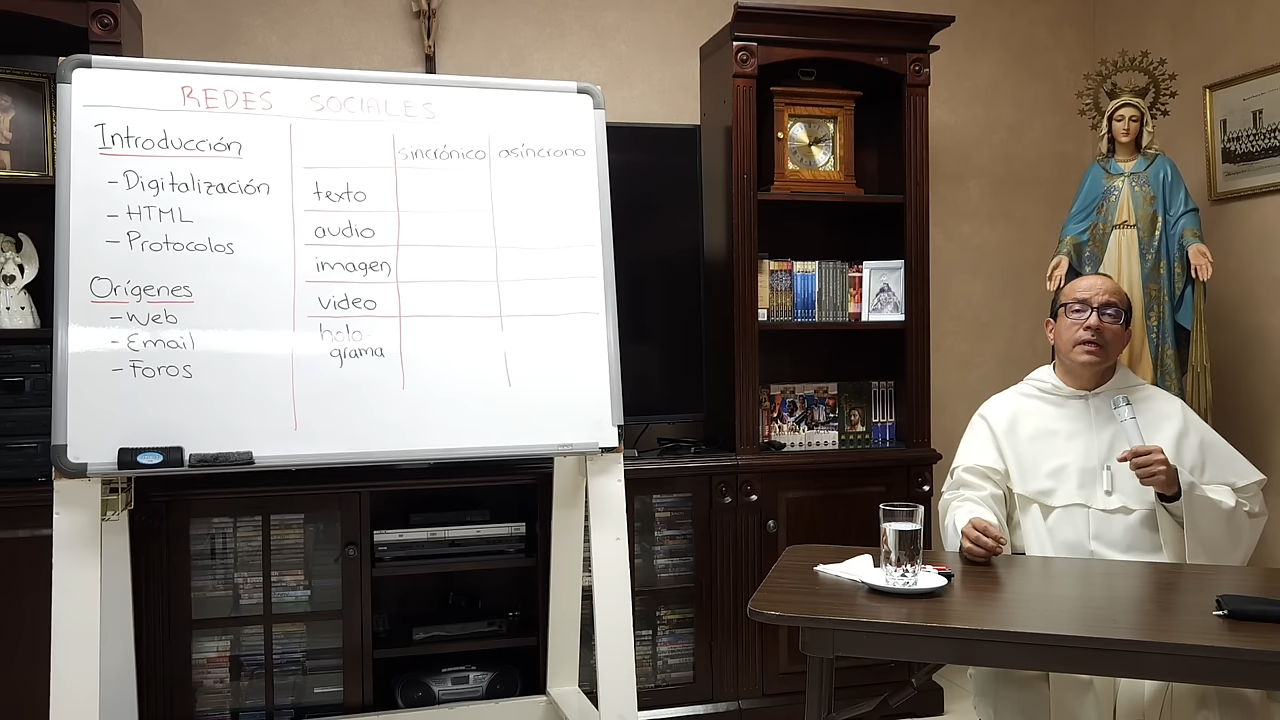 REDES SOCIALES
Introducción
- Digitalización
- HTML
- Protocolos
Orígenes
- Web
- Email
- Foros
sincrónico asíncrono
texto
audio
imagen
video
holo-
grama